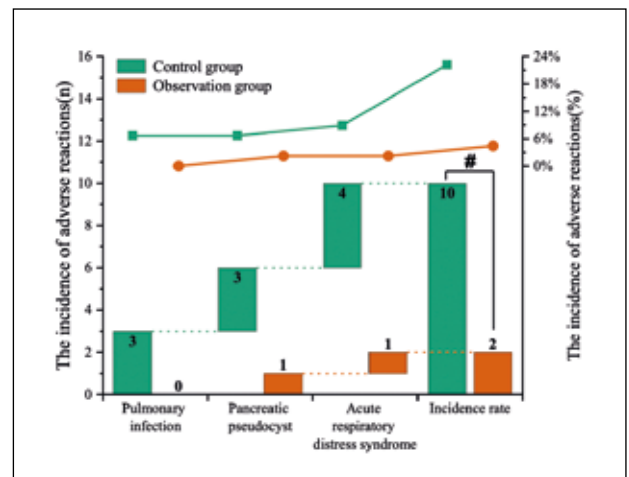 The incidence of adverse reactions(n)
16
14
12
10
8
6
4
2
0
Control group
Observation group
24%
18%
12%
6%
0%
The incidence of adverse reactions(%)
#
3
0
3
1
4
1
10
2
Pulmonary
infection
Pancreatic
pseudocyst
Acute
respiratory
distress syndrome
Incidence rate